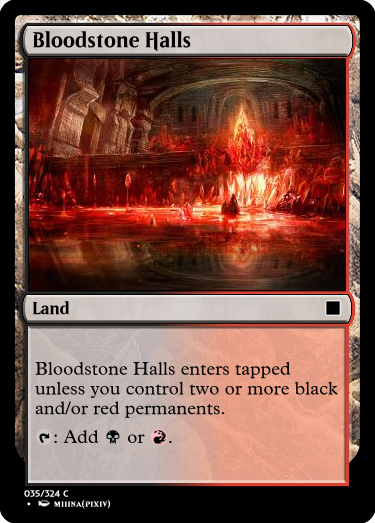 Bloodstone Halls
Land
Bloodstone Halls enters tapped
unless you control two or more black
and/or red permanents.
: Add or .
035/324 C
• MIIINA(PIXIV)